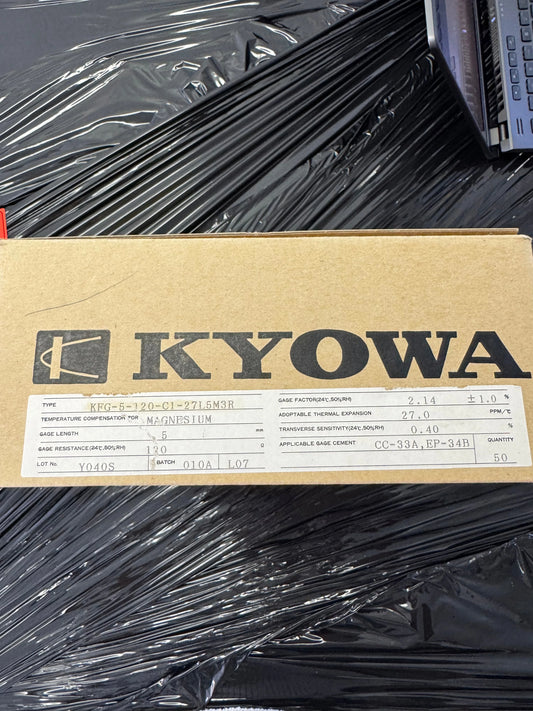 KYOWA
TYPE KFG-5-120-C1-27L5M3R
TEMPERATURE COMPENSATION FOR MAGNESIUM
GAGE LENGTH 5 mm
GAGE RESISTANCE(24℃,50%RH) 120 Ω
LOT No. Y040S BATCH 010A L07
GAGE FACTOR(24℃,50%RH) 2.14 ±1.0 %
ADOPTABLE THERMAL EXPANSION 27.0 PPM/℃
TRANSVERSE SENSITIVITY(24℃,50%RH) 0.40 %
APPLICABLE GAGE CEMENT CC-33A,EP-34B QUANTITY
50